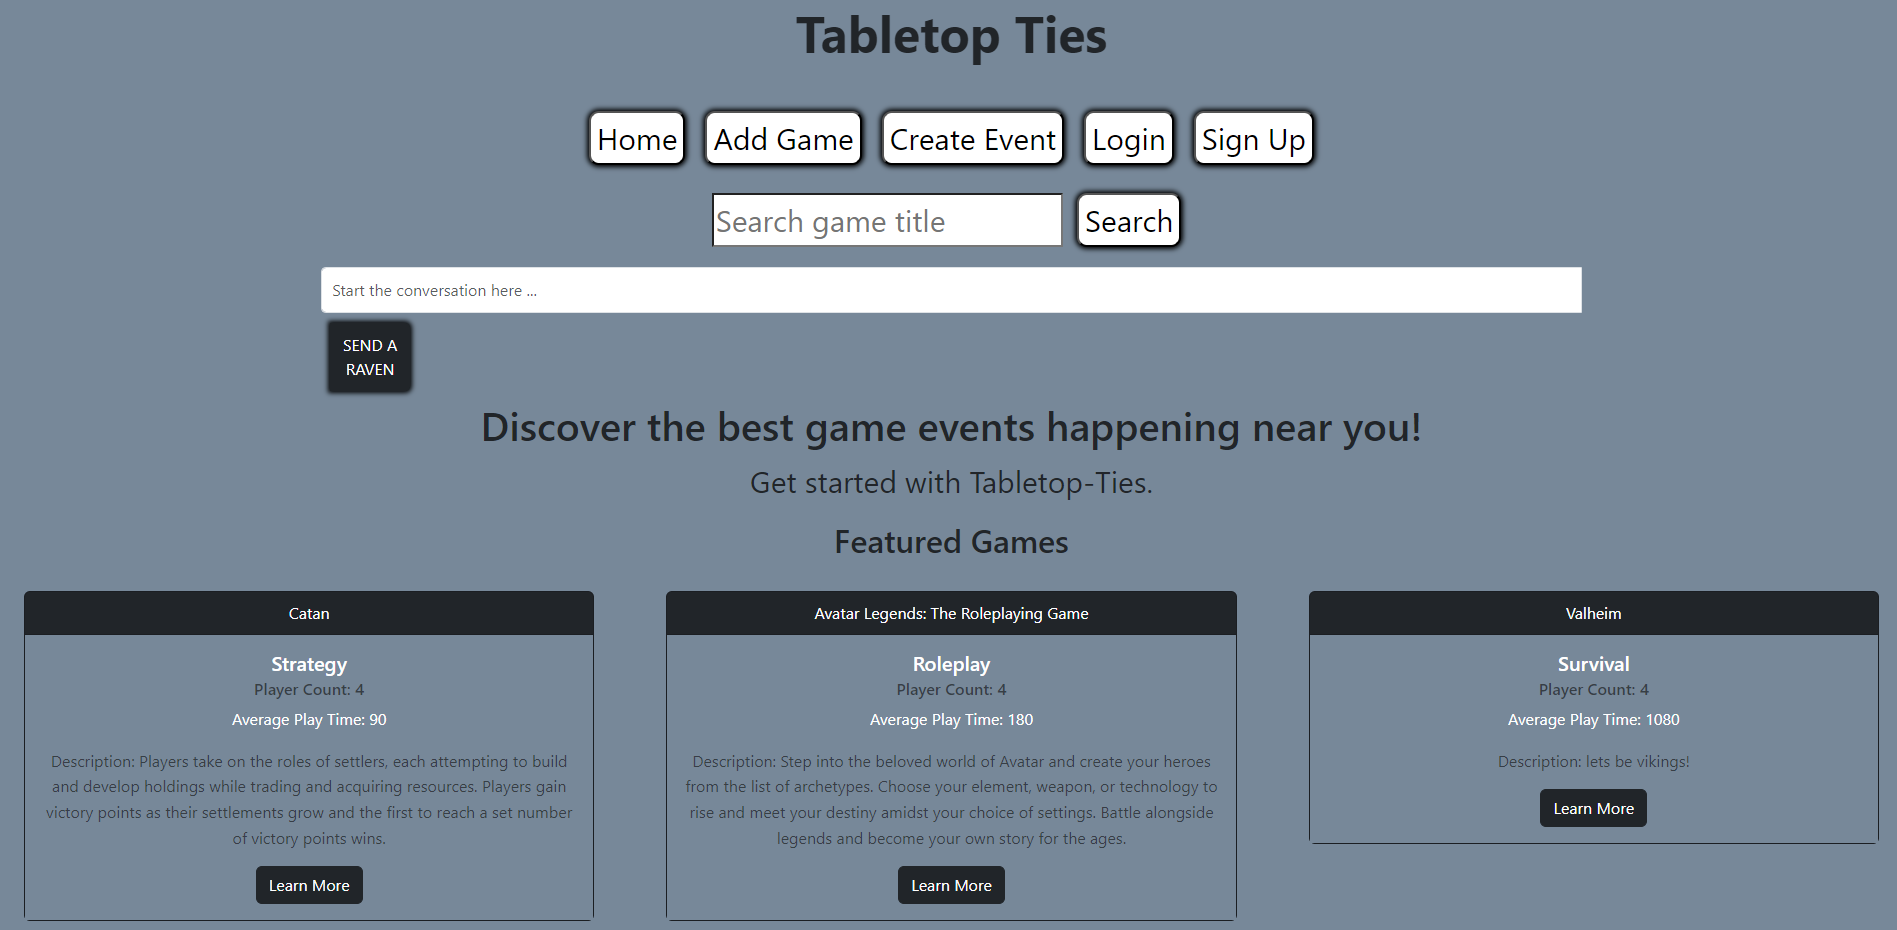 Tabletop Ties
Home Add Game Create Event Login Sign Up
Search game title Search
Start the conversation here ...
SEND A
RAVEN
Discover the best game events happening near you!
Get started with Tabletop-Ties.
Featured Games
Catan
Strategy
Player Count: 4
Average Play Time: 90
Description: Players take on the roles of settlers, each attempting to build
and develop holdings while trading and acquiring resources. Players gain
victory points as their settlements grow and the first to reach a set number
of victory points wins.
Learn More
Avatar Legends: The Roleplaying Game
Roleplay
Player Count: 4
Average Play Time: 180
Description: Step into the beloved world of Avatar and create your heroes
from the list of archetypes. Choose your element, weapon, or technology to
rise and meet your destiny amidst your choice of settings. Battle alongside
legends and become your own story for the ages.
Learn More
Valheim
Survival
Player Count: 4
Average Play Time: 1080
Description: lets be vikings!
Learn More